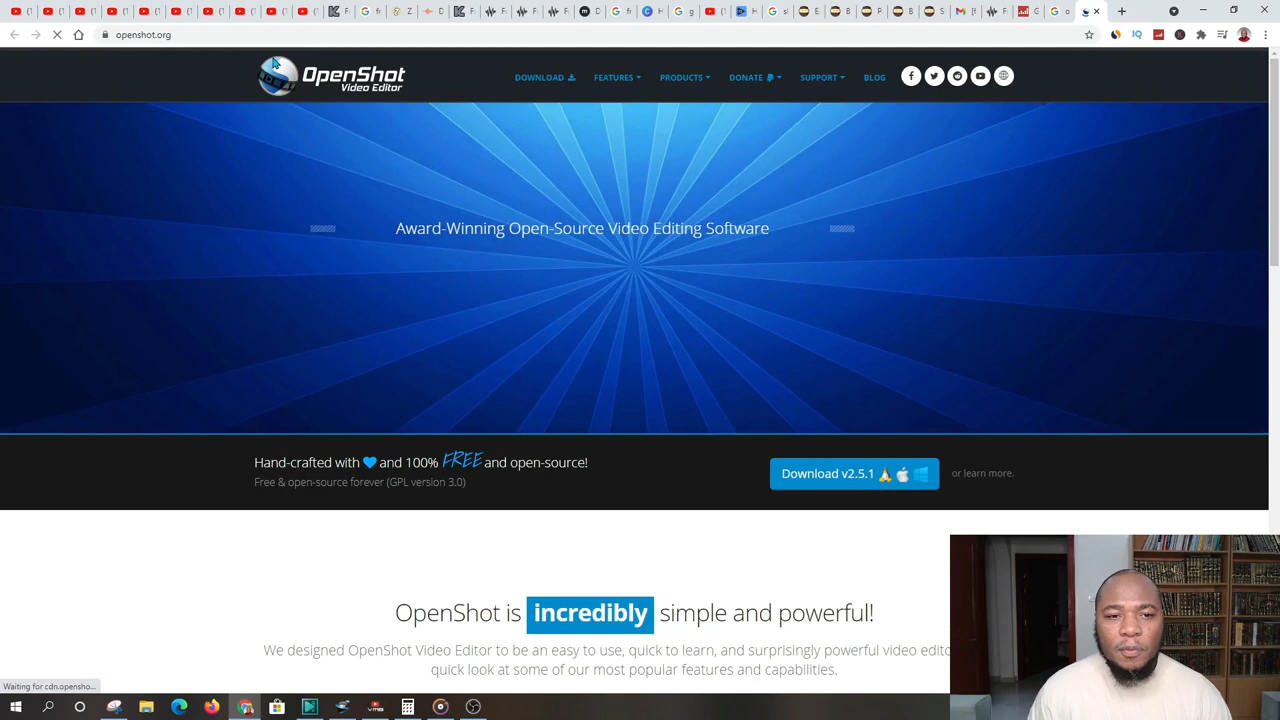 openshot.org
OpenShot
Video Editor
DOWNLOAD
FEATURES
PRODUCTS
DONATE
SUPPORT
BLOG
Award-Winning Open-Source Video Editing Software
Hand-crafted with and 100% FREE and open-source!
Free & open-source forever (GPL version 3.0)
Download v2.5.1
or learn more.
OpenShot is incredibly simple and powerful!
We designed OpenShot Video Editor to be an easy to use, quick to learn, and surprisingly powerful video
quick look at some of our most popular features and capabilities.
Waiting for cdn.opensho...